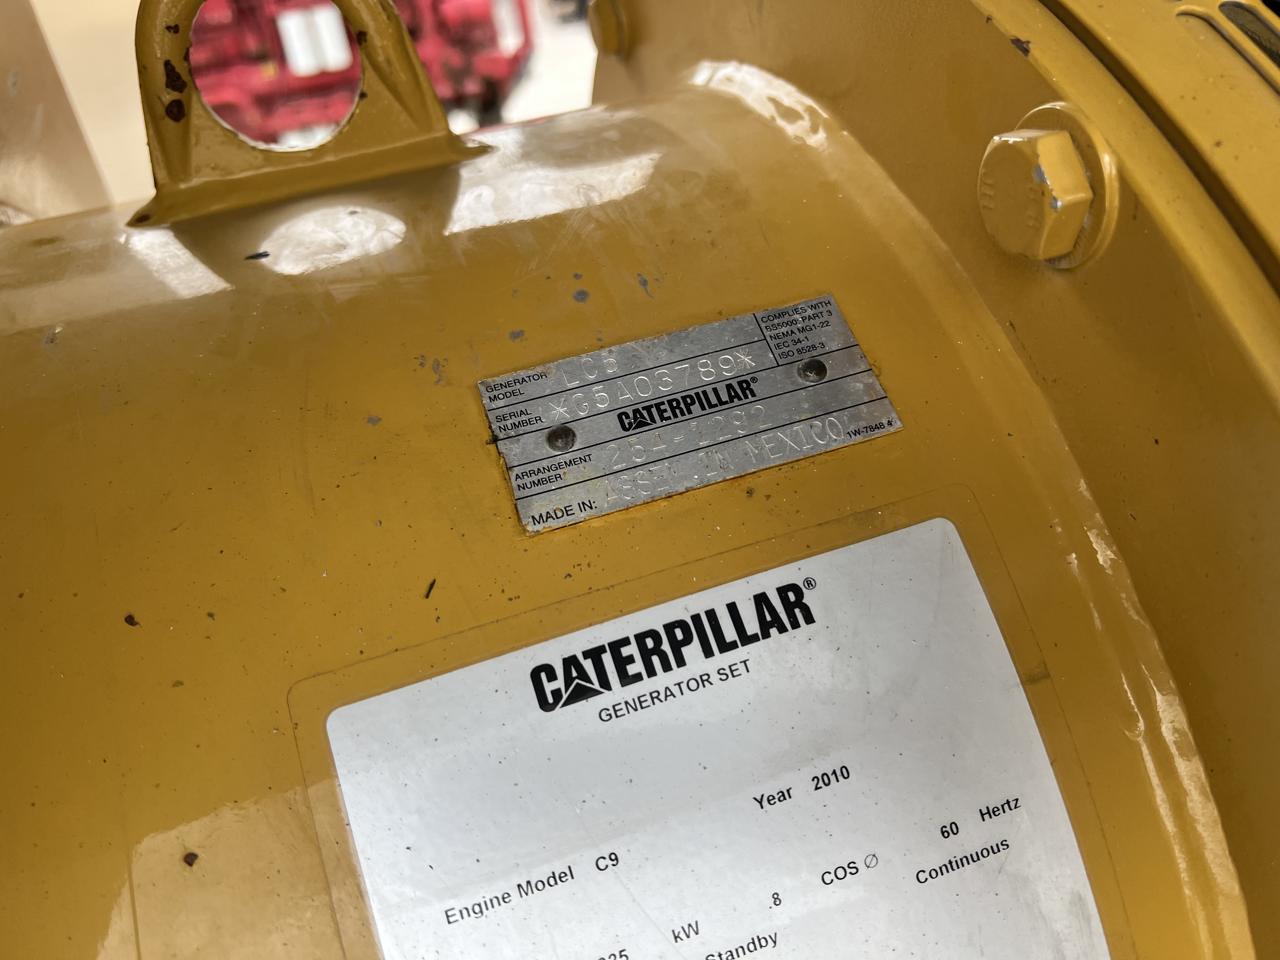 GENERATOR MODEL LC5
SERIAL NUMBER *G5A03789*
COMPLIES WITH
BS5000: PART 3
NEMA MG1-22
IEC 34-1
ISO 8528-3
CATERPILLAR®
ARRANGEMENT NUMBER
MADE IN: ASSEM IN MEXICO
1W-7848 4
CATERPILLAR®
GENERATOR SET
Year 2010
Engine Model C9
60 Hertz
kW .8 COS Ø
Standby Continuous